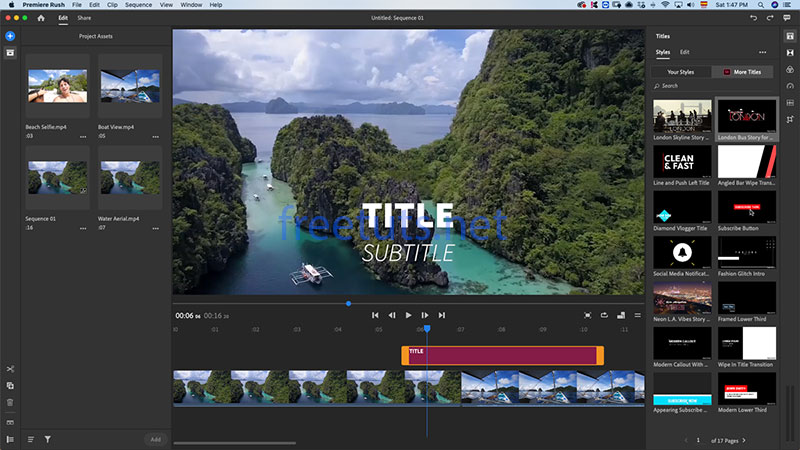 Premiere Rush File Edit Clip Sequence View Window Help
Sat 1:47 PM
Edit Share
Untitled: Sequence 01
Project Assets
Beach Selfie.mp4
:03
Boat View.mp4
:05
Sequence 01
:16
Water Aerial.mp4
:07
Add
TITLE
freetuts.net
SUBTITLE
00:06 06 00:16
:00 :01 :02 :03 :04 :05 :06 :07 :08 :09 :10 :11
TITLE
Titles
Styles Edit
Your Styles More Titles
Search
LONDON
London Skyline Story ...
LONDON
London Bus Story for ...
CLEAN & FAST
Line and Push Left Title
Angled Bar Wipe Trans...
Diamond Vlogger Title
SUBSCRIBE NOW
Subscribe Button
Social Media Notificat...
Fashion Glitch Intro
Neon L.A. Vibes Story ...
Framed Lower Third
MODERN CALLOUT
Modern Callout With ...
Wipe In Title Transition
SUBSCRIBE NOW
Appearing Subscribe ...
Modern Lower Third
1 of 17 Pages